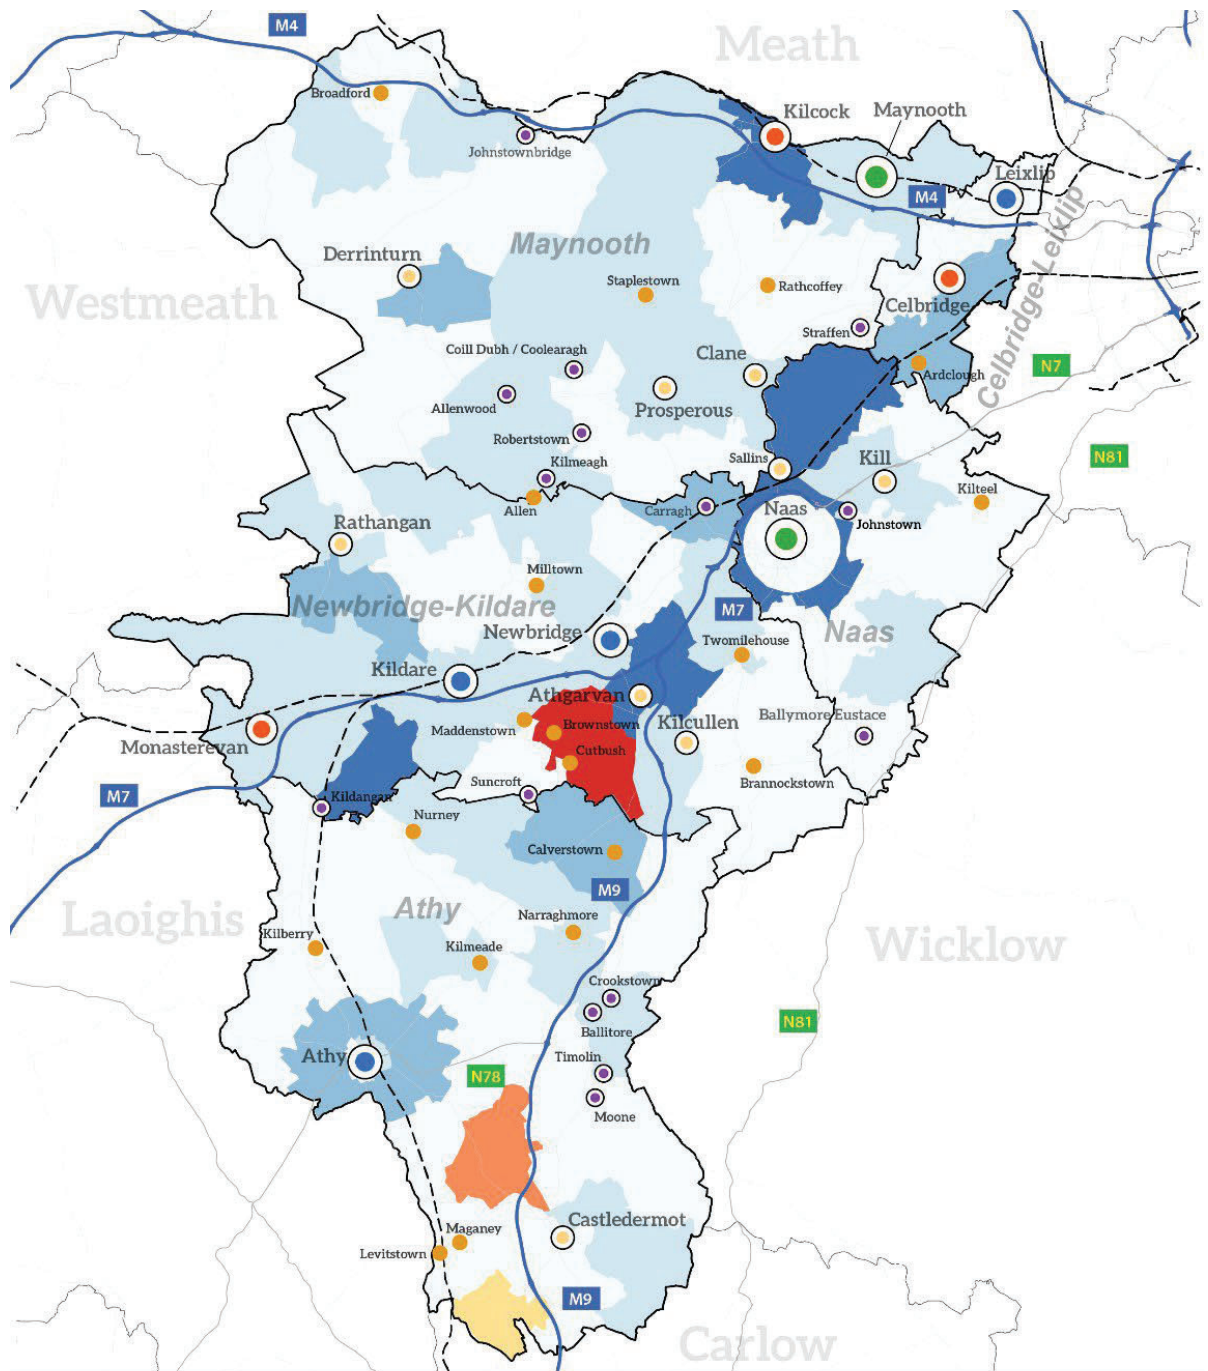 M4
Meath
Broadford
Kilcock
Maynooth
Johnstownbridge
Leixlip
M4
Maynooth
Derrinturn
Staplestown
Rathcoffey
Celbridge
Westmeath
Straffen
Celbridge-Leixlip
Coill Dubh / Coolearagh
Clane
N7
Ardclough
Allenwood
Prosperous
Robertstown
Sallins
Kill
N81
Kilmeagh
Kilteel
Allen
Carragh
Naas
Johnstown
Rathangan
Milltown
Newbridge-Kildare
M7
Newbridge
Naas
Twomilehouse
Kildare
Athgarvan
Ballymore Eustace
Maddenstown
Brownstown
Kilcullen
Monasterevan
Cutbush
Suncroft
Brannockstown
M7
Kildangan
Nurney
Calverstown
M9
Laoighis
Athy
Narraghmore
Kilberry
Kilmeade
Wicklow
Crookstown
N81
Ballitore
Athy
Timolin
N78
Moone
Castledermot
Maganey
Levitstown
M9
Carlow